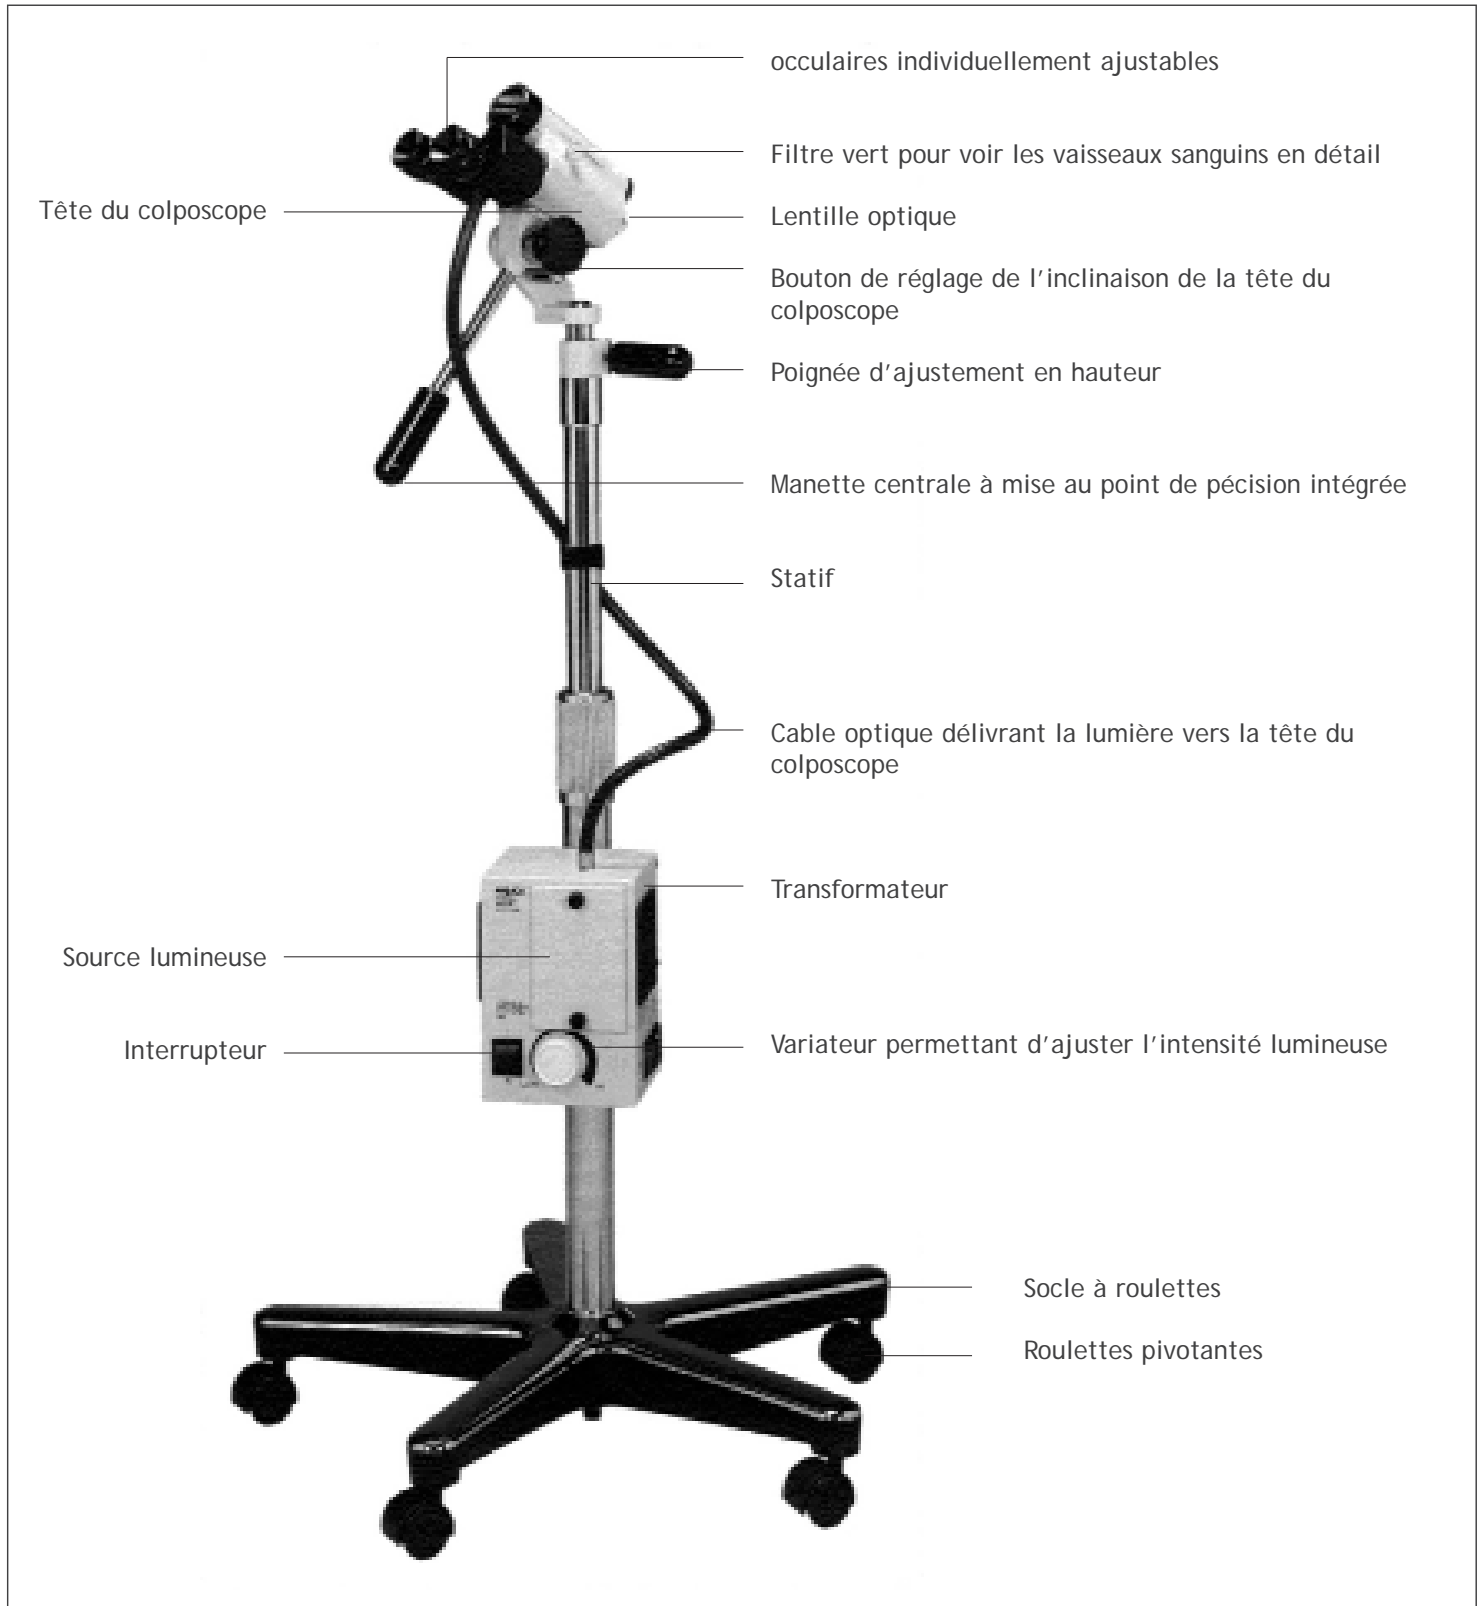 occulaires individuellement ajustables
Filtre vert pour voir les vaisseaux sanguins en détail
Tête du colposcope
Lentille optique
Bouton de réglage de l'inclinaison de la tête du
colposcope
Poignée d'ajustement en hauteur
Manette centrale à mise au point de pécision intégrée
Statif
Cable optique délivrant la lumière vers la tête du
colposcope
Transformateur
Source lumineuse
Interrupteur
Variateur permettant d'ajuster l'intensité lumineuse
Socle à roulettes
Roulettes pivotantes